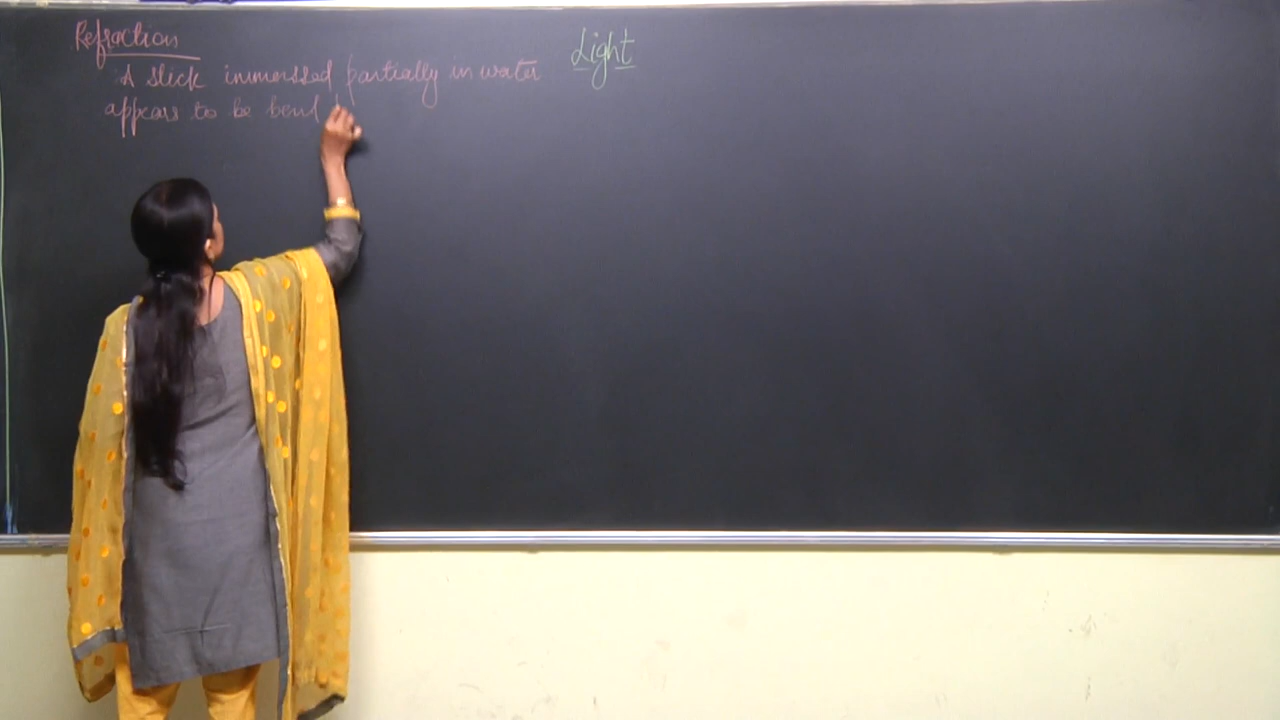 Light
Refraction
A stick immersed partially in water
appears to be bend